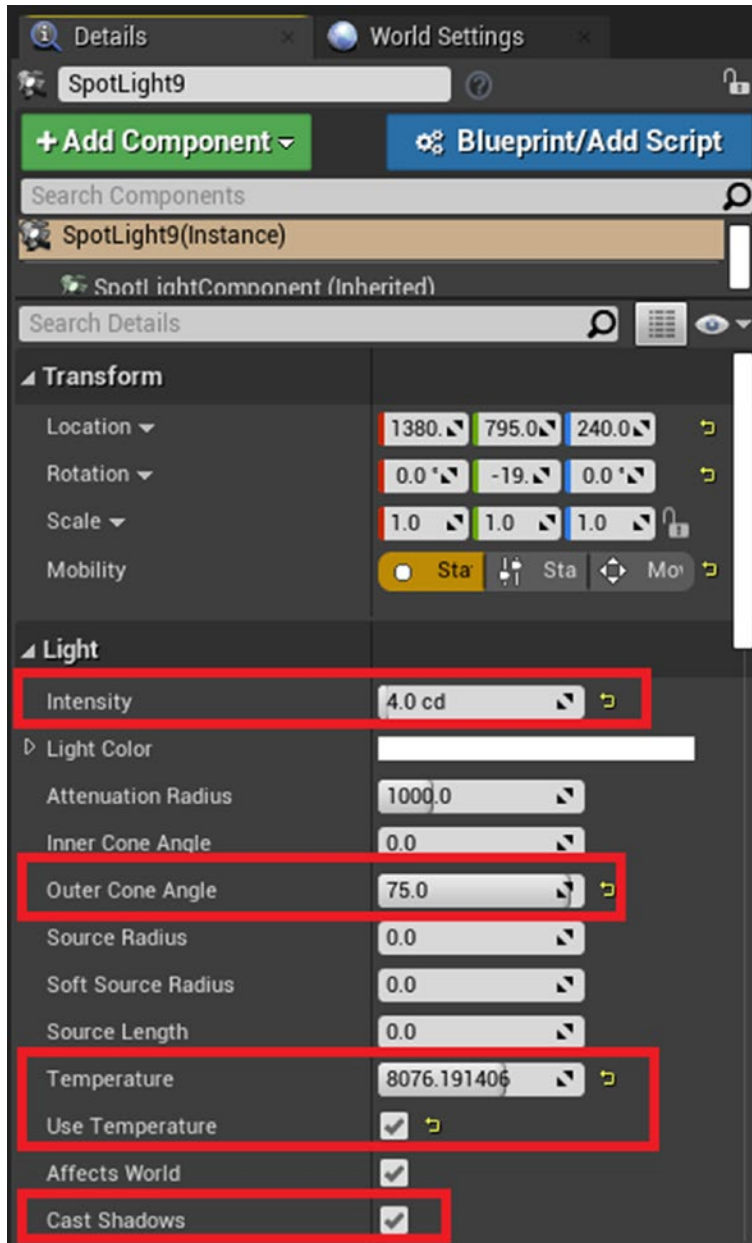 Details World Settings
SpotLight9
+ Add Component Blueprint/Add Script
Search Components
SpotLight9(Instance)
SpotLightComponent (Inherited)
Search Details
Transform
Location 1380. 795.0 240.0
Rotation 0.0 ° -19. 0.0 °
Scale 1.0 1.0 1.0
Mobility Sta Sta Mov
Light
Intensity 4.0 cd
Light Color
Attenuation Radius 1000.0
Inner Cone Angle 0.0
Outer Cone Angle 75.0
Source Radius 0.0
Soft Source Radius 0.0
Source Length 0.0
Temperature 8076.191406
Use Temperature
Affects World
Cast Shadows